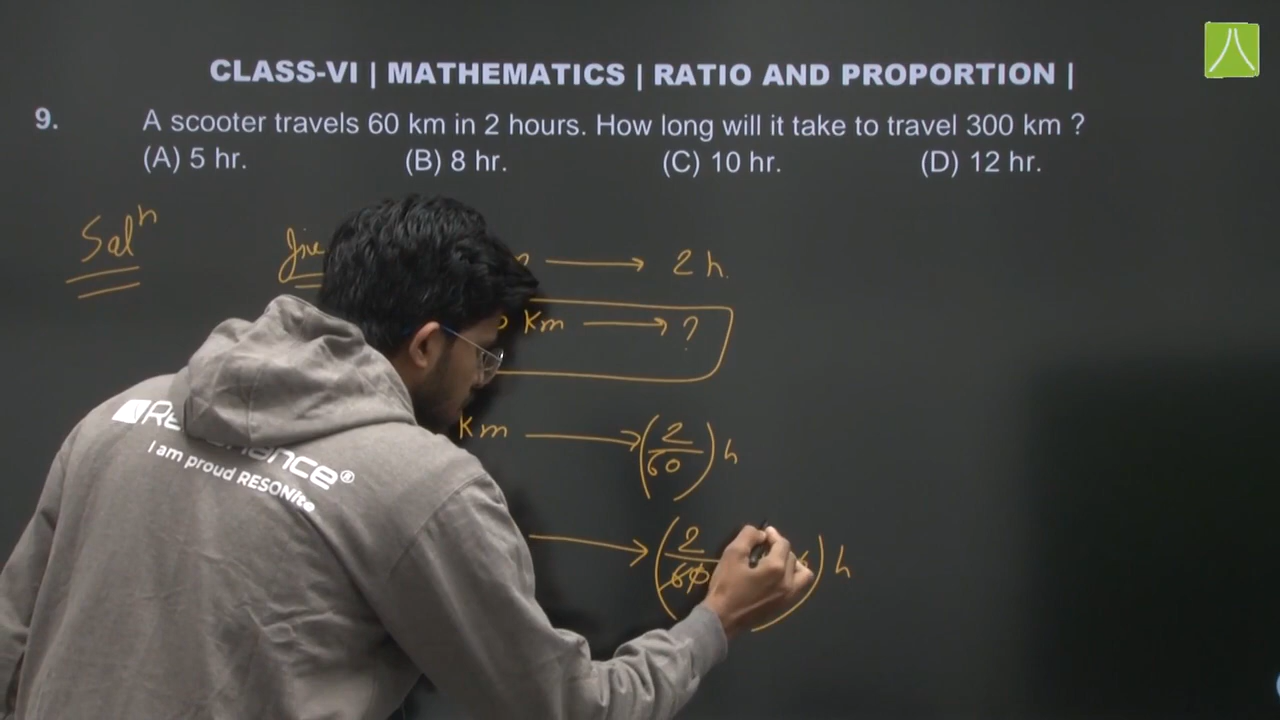 CLASS-VI | MATHEMATICS | RATIO AND PROPORTION |
9. A scooter travels 60 km in 2 hours. How long will it take to travel 300 km ?
(A) 5 hr. (B) 8 hr. (C) 10 hr. (D) 12 hr.
Solⁿ
⟶ 2 h.
Km ⟶ ?
Km ⟶ (2/60) h
⟶ (2/60 ) h
I am proud RESONite